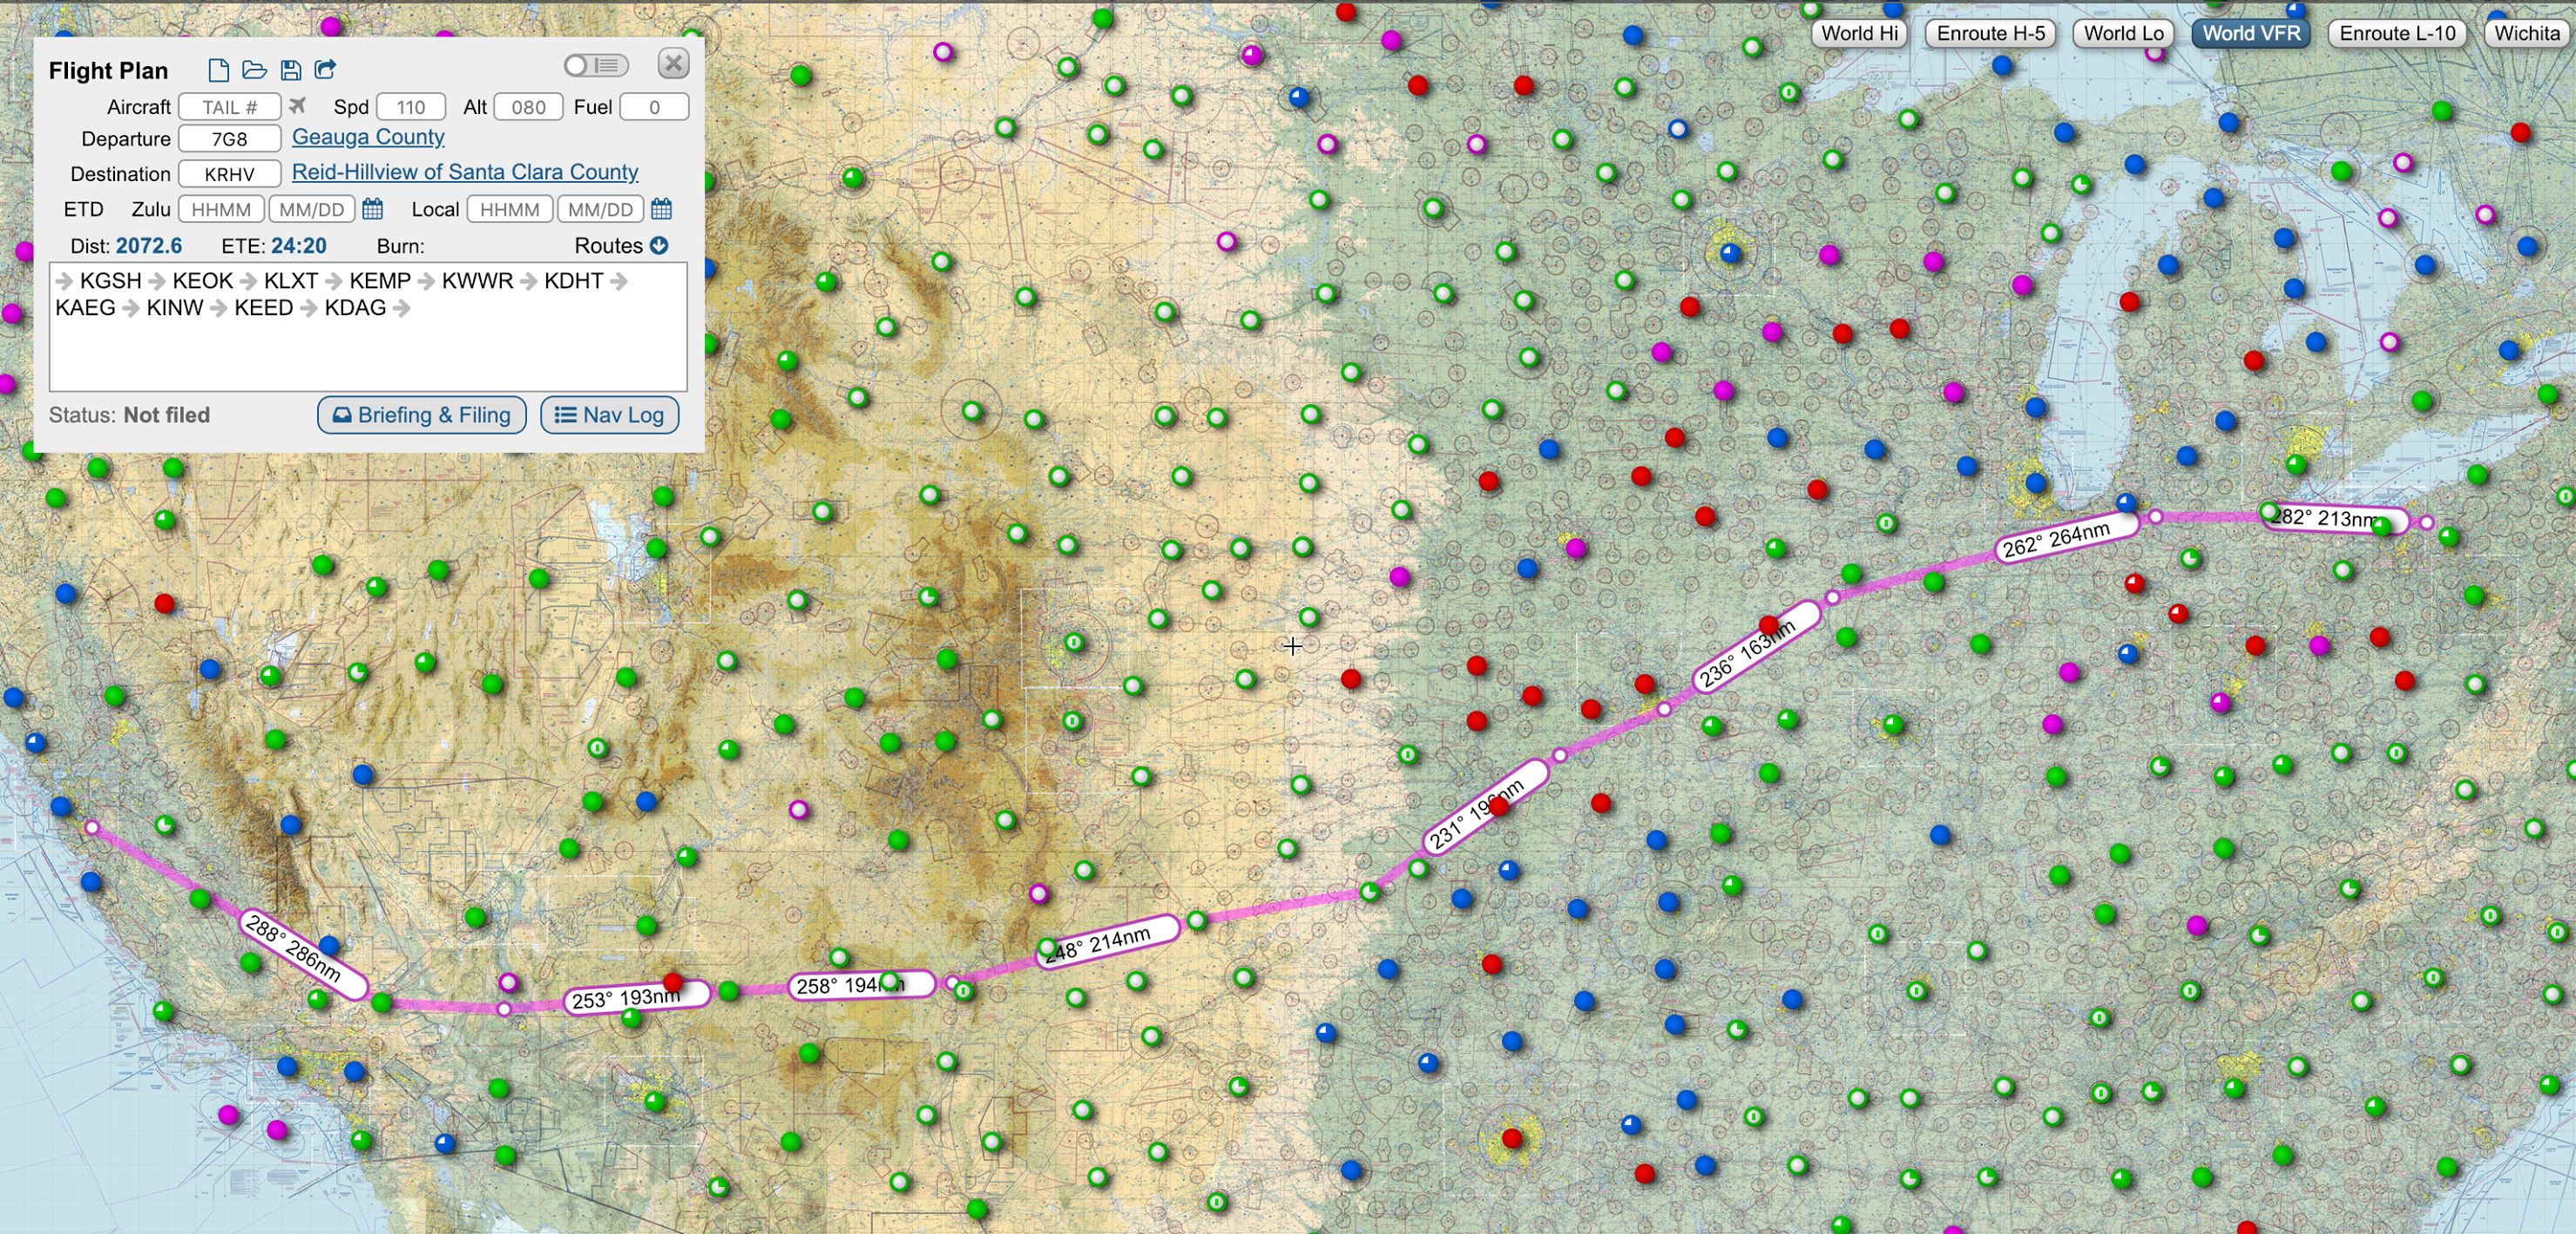 World Hi Enroute H-5 World Lo World VFR Enroute L-10 Wichita
Flight Plan
Aircraft TAIL # Spd 110 Alt 080 Fuel 0
Departure 7G8 Geauga County
Destination KRHV Reid-Hillview of Santa Clara County
ETD Zulu HHMM MM/DD Local HHMM MM/DD
Dist: 2072.6 ETE: 24:20 Burn: Routes
KGSH KEOK KLXT KEMP KWWR KDHT
KAEG KINW KEED KDAG
Status: Not filed Briefing & Filing Nav Log
282° 213nm
262° 264nm
236° 163nm
231°
248° 214nm
258°
253° 193nm
288° 286nm